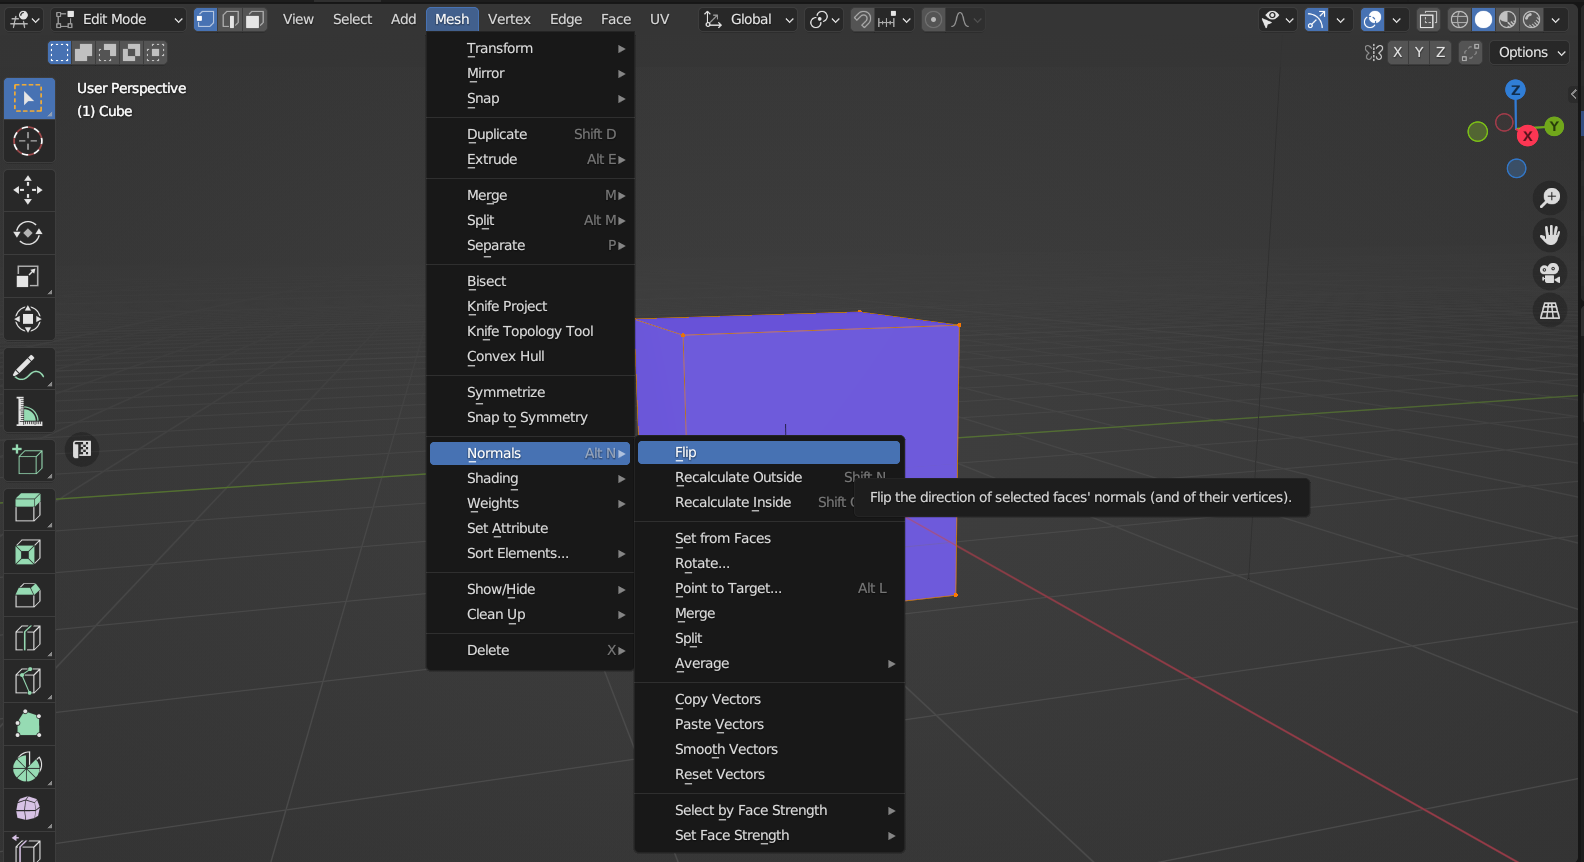 Edit Mode View Select Add Mesh Vertex Edge Face UV Global
X Y Z Options
User Perspective
(1) Cube
Z
Y
X
Transform
Mirror
Snap
Duplicate Shift D
Extrude Alt E
Merge M
Split Alt M
Separate P
Bisect
Knife Project
Knife Topology Tool
Convex Hull
Symmetrize
Snap to Symmetry
Normals Alt N
Shading
Weights
Set Attribute
Sort Elements...
Show/Hide
Clean Up
Delete X
Flip
Recalculate Outside Shift N
Recalculate Inside Shift
Flip the direction of selected faces' normals (and of their vertices).
Set from Faces
Rotate...
Point to Target... Alt L
Merge
Split
Average
Copy Vectors
Paste Vectors
Smooth Vectors
Reset Vectors
Select by Face Strength
Set Face Strength